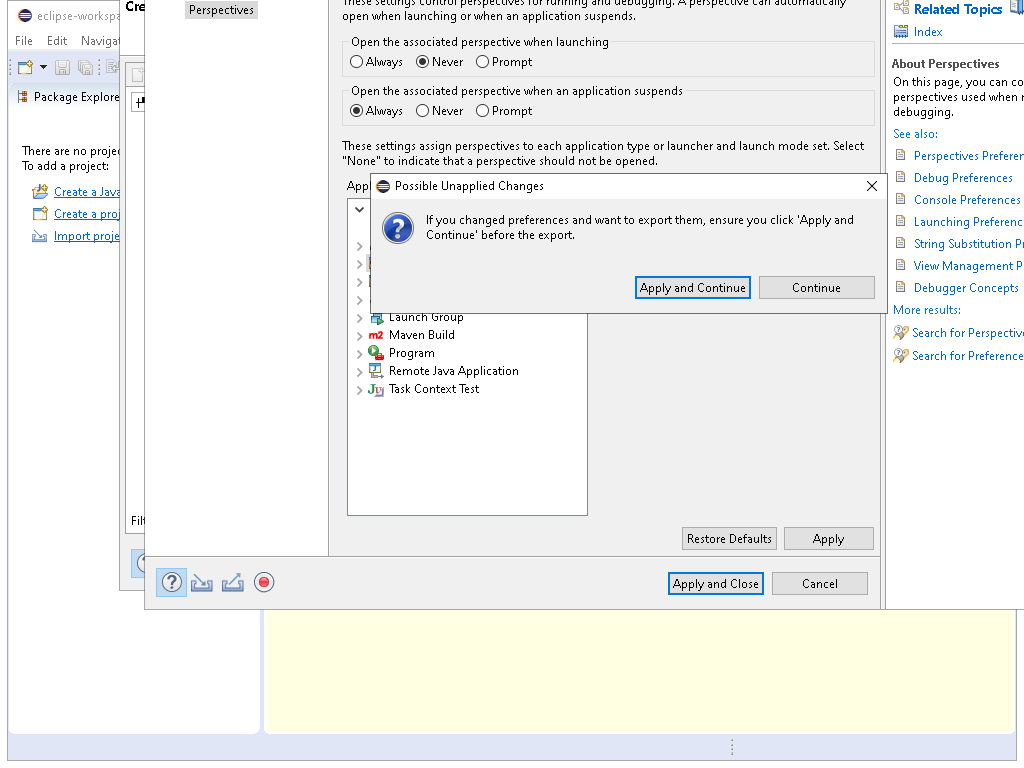 eclipse-workspa
File Edit Navigat
Package Explore
There are no projec
To add a project:
Create a Java
Create a proj
Import proje
Cre
Filt
Perspectives
These settings control perspectives for running and debugging. A perspective can automatically
open when launching or when an application suspends.
Open the associated perspective when launching
Always Never Prompt
Open the associated perspective when an application suspends
Always Never Prompt
These settings assign perspectives to each application type or launcher and launch mode set. Select
"None" to indicate that a perspective should not be opened.
Appl
Possible Unapplied Changes
If you changed preferences and want to export them, ensure you click 'Apply and
Continue' before the export.
Apply and Continue Continue
Launch Group
m2 Maven Build
Program
Remote Java Application
Task Context Test
Restore Defaults Apply
Apply and Close Cancel
Related Topics
Index
About Perspectives
On this page, you can co
perspectives used when r
debugging.
See also:
Perspectives Preferen
Debug Preferences
Console Preferences
Launching Preferenc
String Substitution Pr
View Management P
Debugger Concepts
More results:
Search for Perspective
Search for Preference